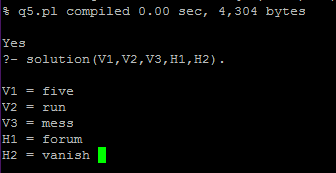 % q5.pl compiled 0.00 sec, 4,304 bytes
Yes
?- solution(V1,V2,V3,H1,H2).
V1 = five
V2 = run
V3 = mess
H1 = forum
H2 = vanish